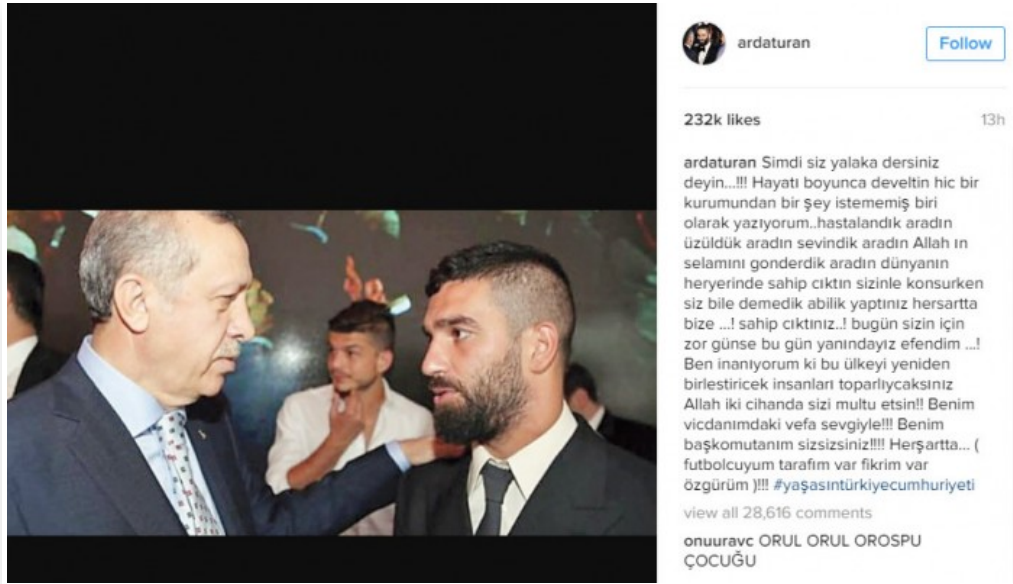 ardaturan
Follow
232k likes
13h
ardaturan Simdi siz yalaka dersiniz
deyin...!!! Hayatı boyunca develtin hic bir
kurumundan bir şey istememiş biri
olarak yazıyorum..hastalandık aradın
üzüldük aradın sevindik aradın Allah ın
selamını gonderdik aradın dünyanın
heryerinde sahip cıktın sizinle konsurken
siz bile demedik abilik yaptınız hersartta
bize ...! sahip cıktınız..! bugün sizin için
zor günse bu gün yanındayız efendim ...!
Ben inanıyorum ki bu ülkeyi yeniden
birlestiricek insanları toparlıycaksınız
Allah iki cihanda sizi multu etsin!! Benim
vicdanımdaki vefa sevgiyle!!! Benim
başkomutanım sizsizsiniz!!!! Herşartta... (
futbolcuyum tarafım var fikrim var
özgürüm )!!! #yaşasıntürkiyecumhuriyeti
view all 28,616 comments
onuuravc ORUL ORUL OROSPU
ÇOCUĞU